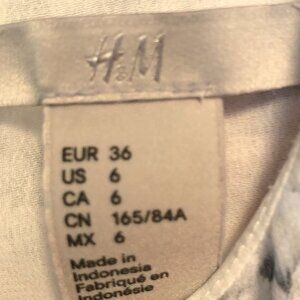 H&M
EUR 36
US 6
CA 6
CN 165/84A
MX 6
Made in
Indonesia
Fabriqué en
Indonésie